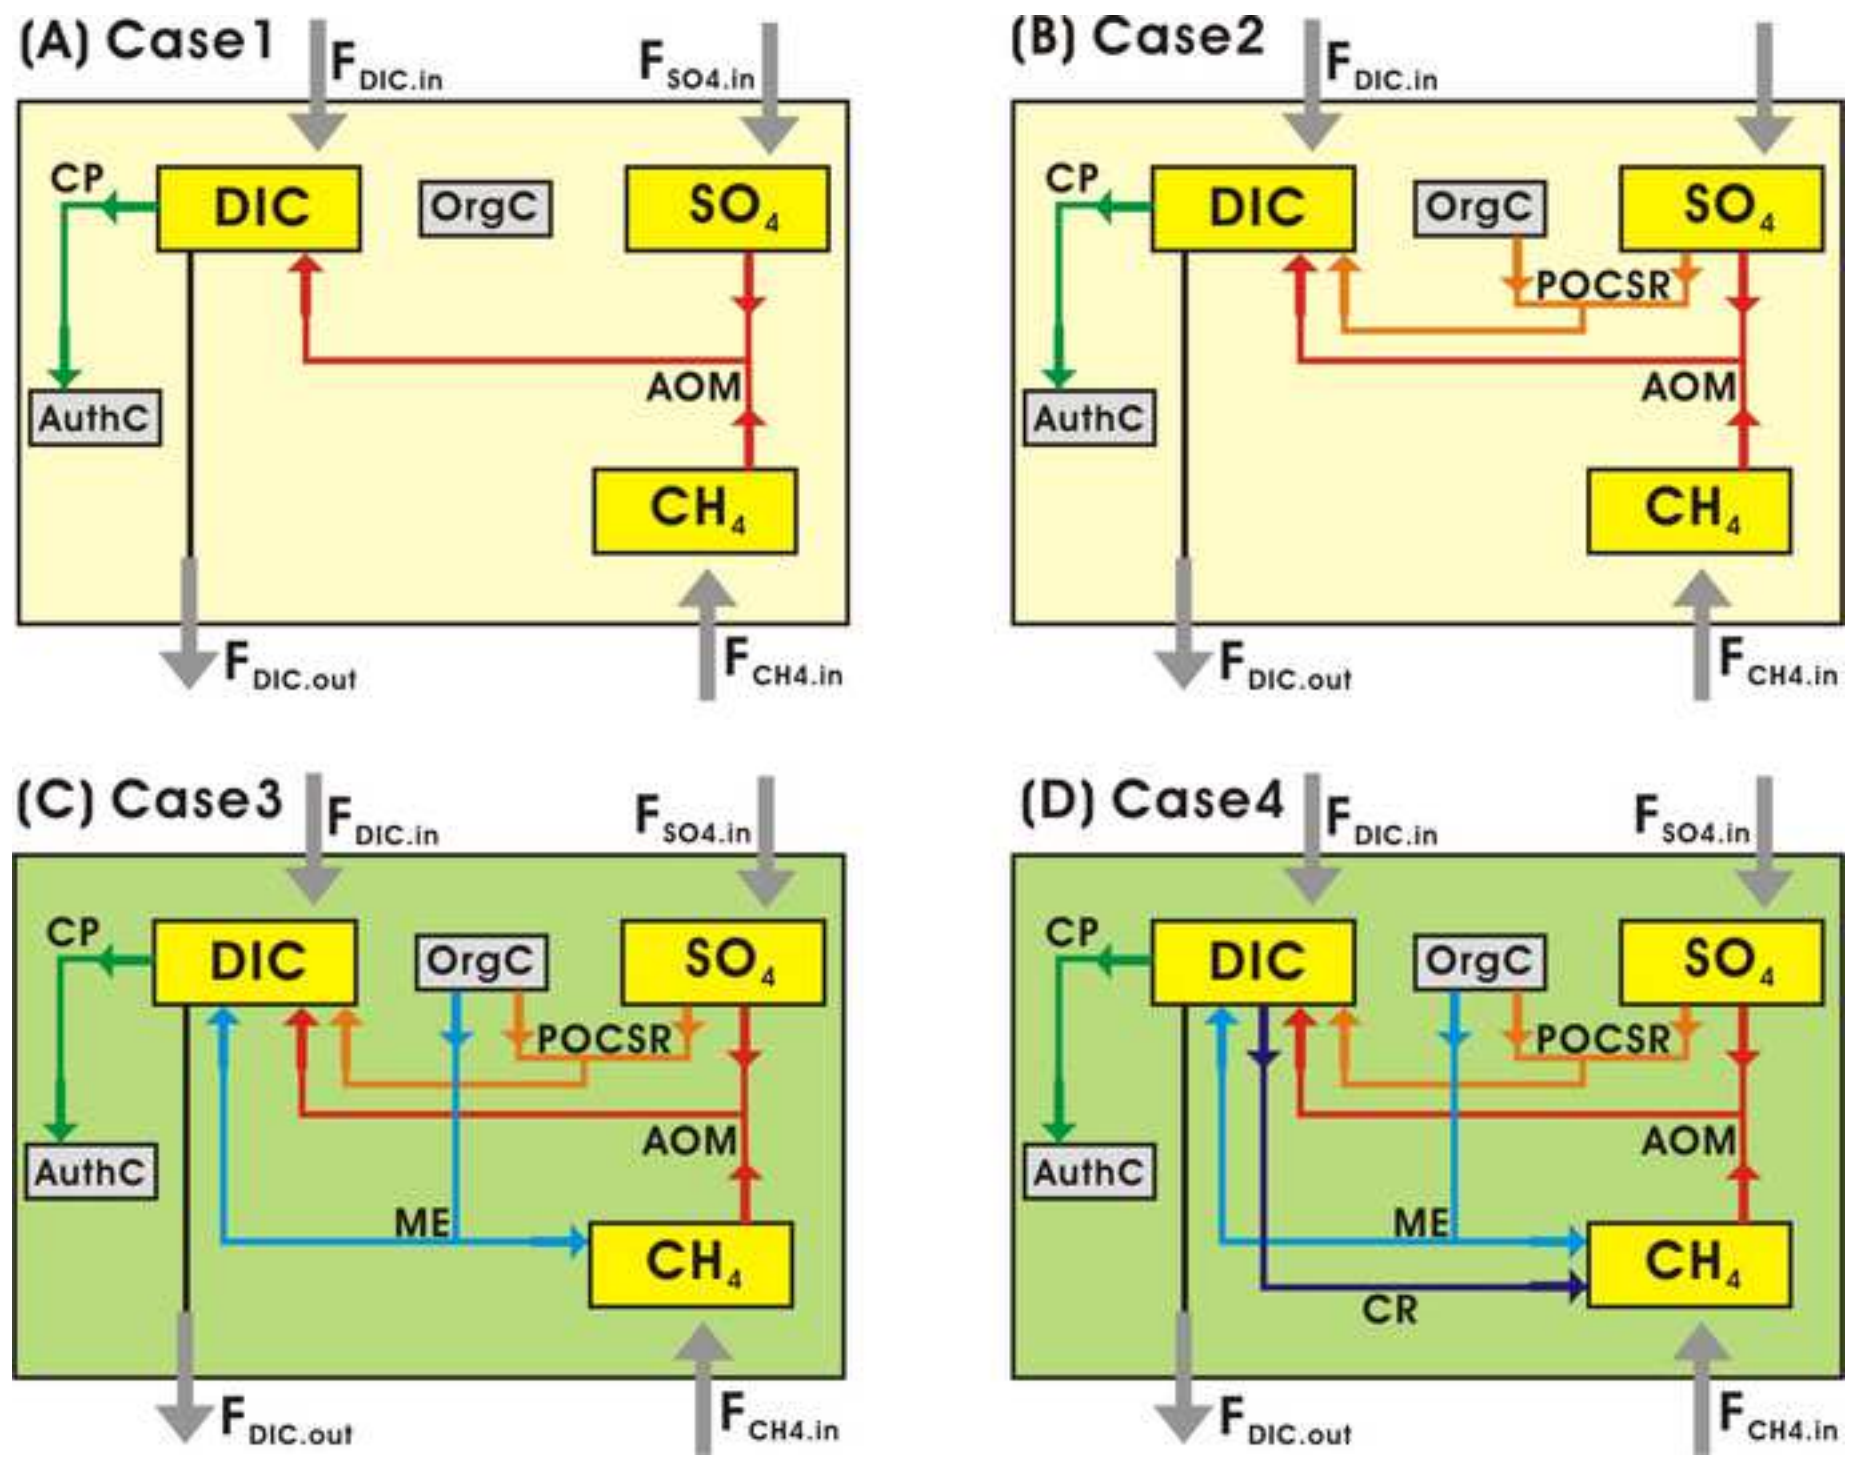 (A) Case1
F DIC.in
F SO4.in
CP
DIC
OrgC
SO4
AOM
AuthC
CH4
F DIC.out
F CH4.in
(B) Case2
F DIC.in
CP
DIC
OrgC
SO4
POCSR
AOM
AuthC
CH4
F DIC.out
F CH4.in
(C) Case3
F DIC.in
F SO4.in
CP
DIC
OrgC
SO4
POCSR
AOM
AuthC
ME
CH4
F DIC.out
F CH4.in
(D) Case4
F DIC.in
F SO4.in
CP
DIC
OrgC
SO4
POCSR
AOM
AuthC
ME
CH4
CR
F DIC.out
F CH4.in